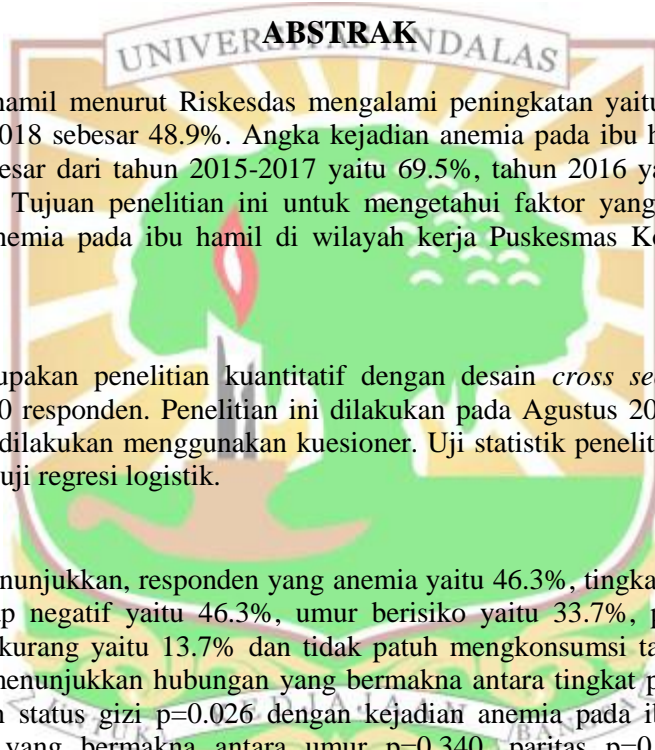 ABSTRAK
UNIVERSITAS ANDALAS
hamil menurut Riskesdas mengalami peningkatan yaitu
018 sebesar 48.9%. Angka kejadian anemia pada ibu h
esar dari tahun 2015-2017 yaitu 69.5%, tahun 2016 ya
Tujuan penelitian ini untuk mengetahui faktor yang
nemia pada ibu hamil di wilayah kerja Puskesmas Ko
upakan penelitian kuantitatif dengan desain cross se
0 responden. Penelitian ini dilakukan pada Agustus 20
dilakukan menggunakan kuesioner. Uji statistik penelit
uji regresi logistik.
nunjukkan, responden yang anemia yaitu 46.3%, tingka
p negatif yaitu 46.3%, umur berisiko yaitu 33.7%, p
kurang yaitu 13.7% dan tidak patuh mengkonsumsi ta
menunjukkan hubungan yang bermakna antara tingkat p
n status gizi p=0.026 dengan kejadian anemia pada ib
yang bermakna antara umur p=0.340, paritas p=0.